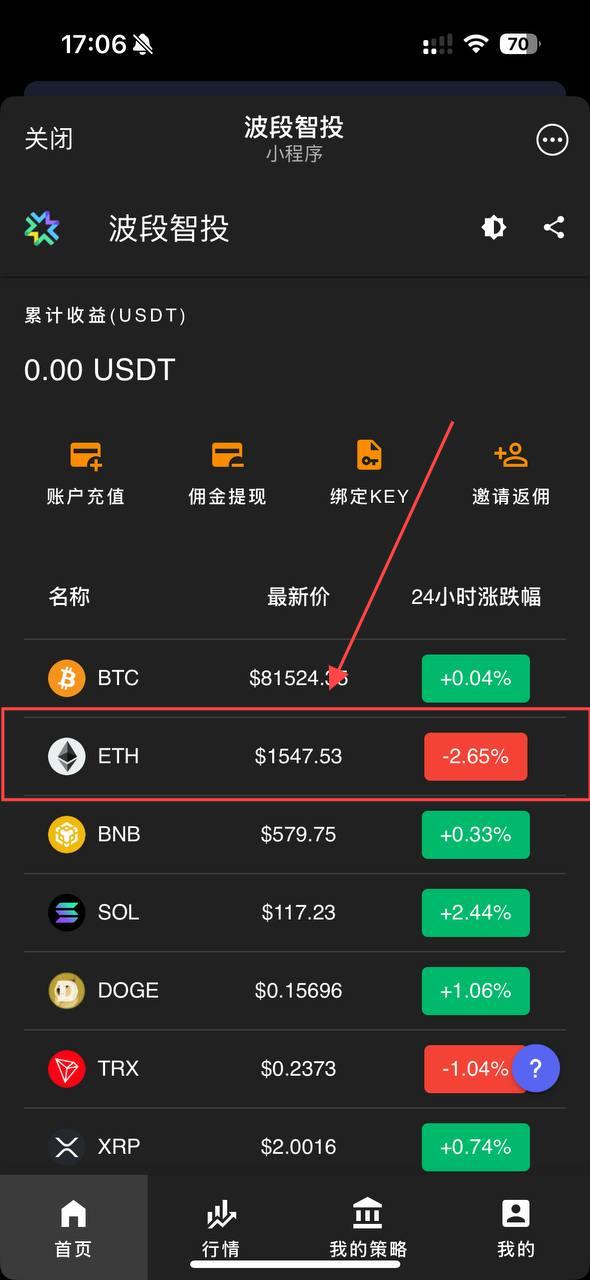 17:06
70
关闭
波段智投
小程序
波段智投
累计收益(USDT)
0.00 USDT
账户充值 佣金提现 绑定KEY 邀请返佣
名称 最新价 24小时涨跌幅
BTC $81524.35 +0.04%
ETH $1547.53 -2.65%
BNB $579.75 +0.33%
SOL $117.23 +2.44%
DOGE $0.15696 +1.06%
TRX $0.2373 -1.04% ?
XRP $2.0016 +0.74%
首页 行情 我的策略 我的